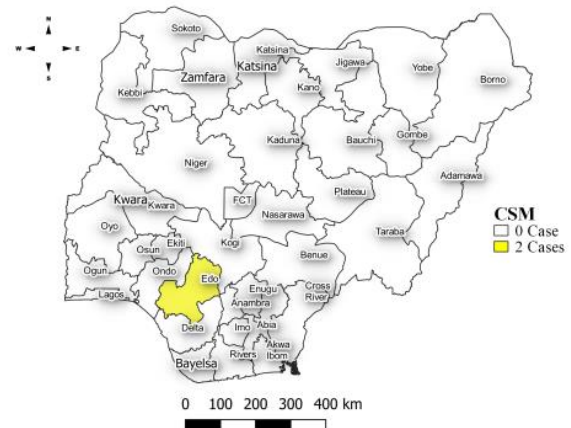 N
W E
S
Sokoto
Katsina
Katsina
Jigawa
Yobe
Borno
Zamfara
Kano
Kebbi
Kaduna
Bauchi
Gombe
Niger
Adamawa
Plateau
FCT
Kwara
Kwara
Nasarawa
Taraba
Oyo
Kogi
Ekiti
Osun
Benue
Ogun
Ondo
Edo
Lagos
Enugu
Cross
River
Anambra
Delta
Imo
Abia
Akwa
Ibom
Rivers
Bayelsa
CSM
0 Case
2 Cases
0 100 200 300 400 km